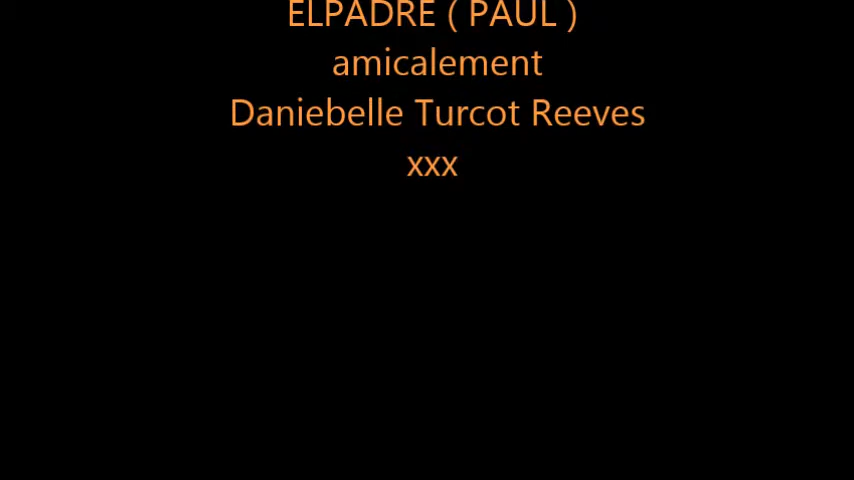 ELPADRE ( PAUL )
amicalement
Daniebelle Turcot Reeves
xxx